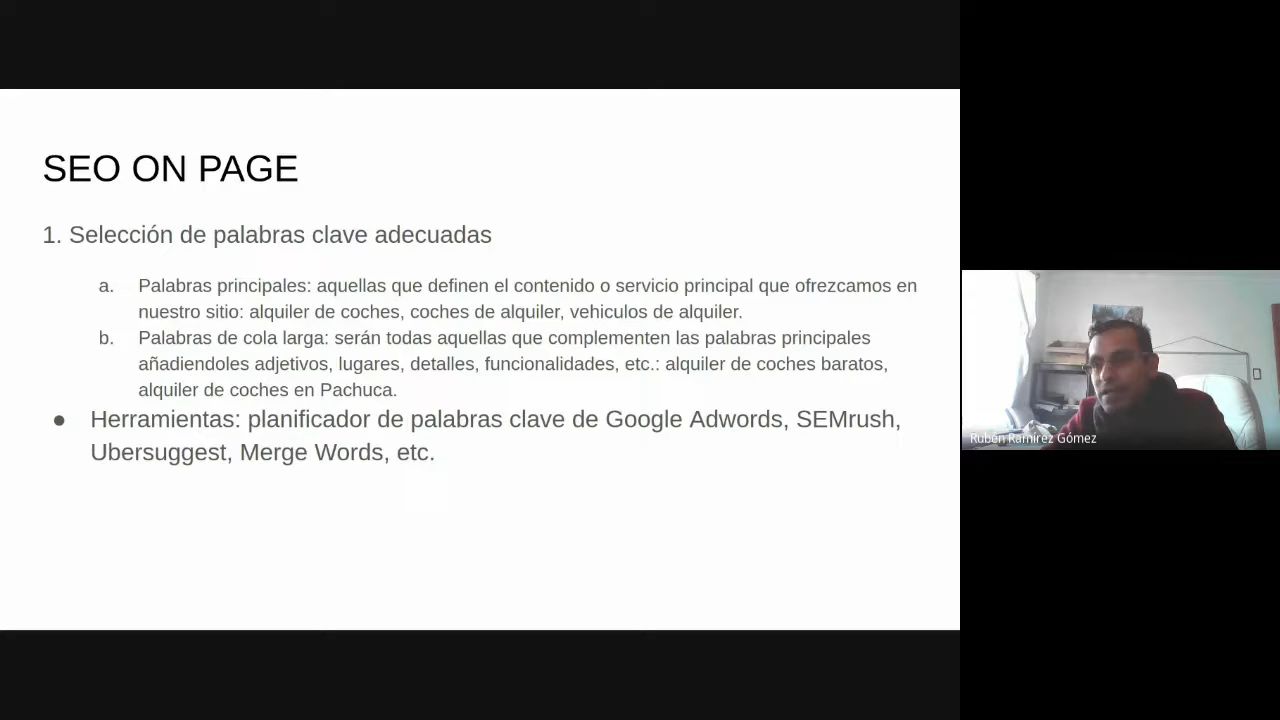 SEO ON PAGE
1. Selección de palabras clave adecuadas
a. Palabras principales: aquellas que definen el contenido o servicio principal que ofrezcamos en
nuestro sitio: alquiler de coches, coches de alquiler, vehiculos de alquiler.
b. Palabras de cola larga: serán todas aquellas que complementen las palabras principales
añadiendoles adjetivos, lugares, detalles, funcionalidades, etc.: alquiler de coches baratos,
alquiler de coches en Pachuca.
● Herramientas: planificador de palabras clave de Google Adwords, SEMrush,
Ubersuggest, Merge Words, etc.
Rubén Ramírez Gómez